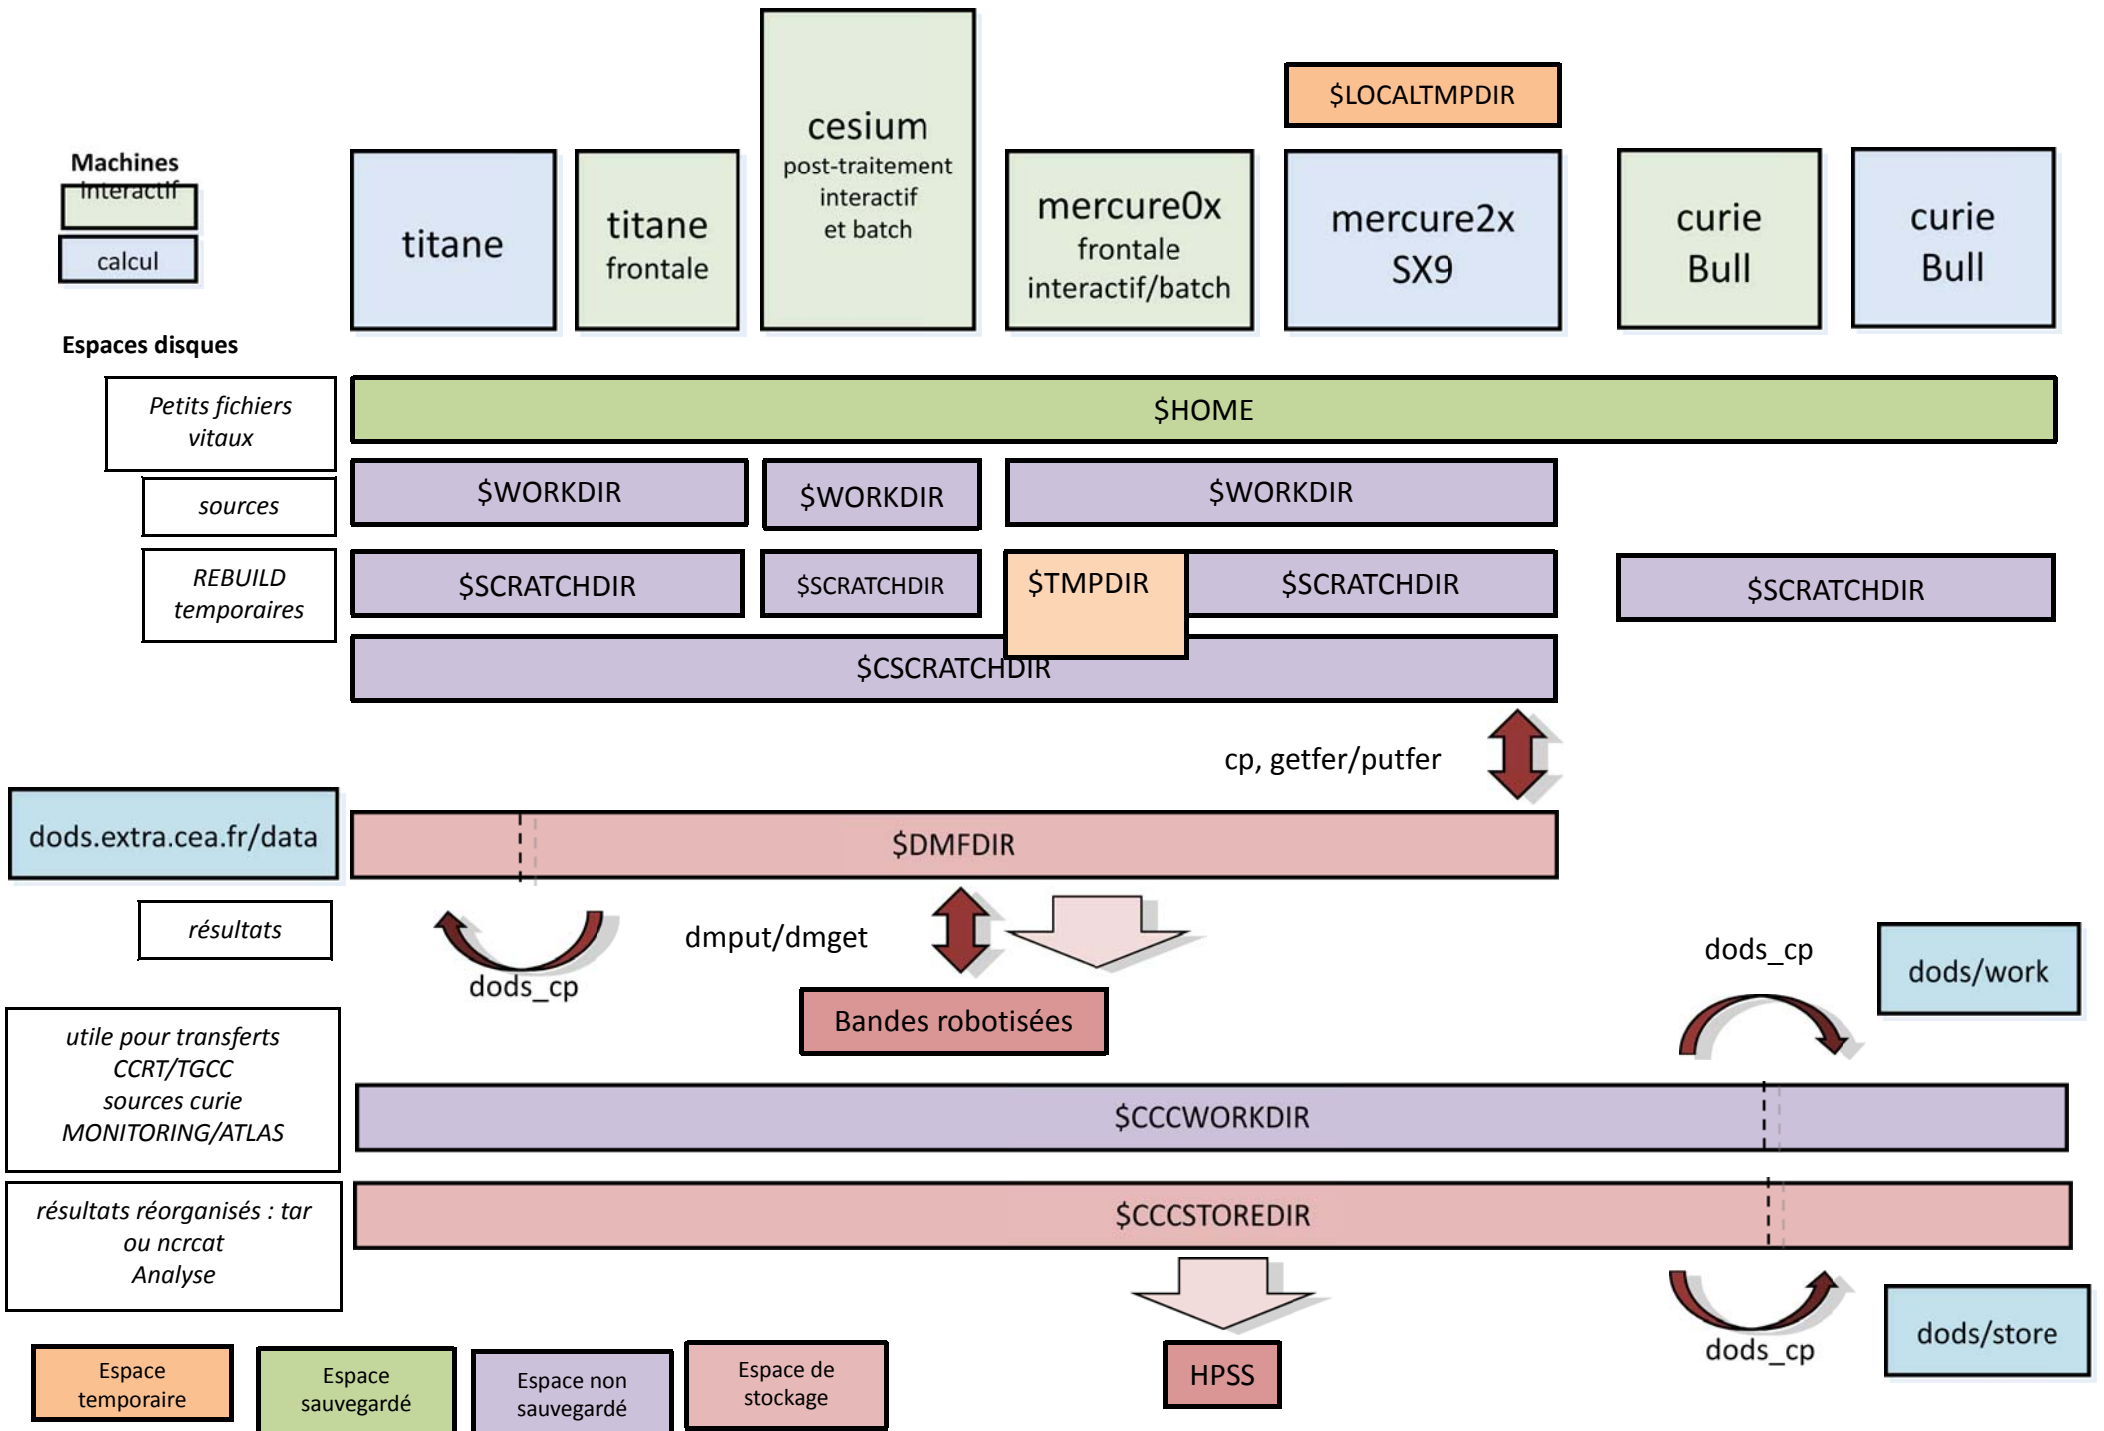 $LOCALTMPDIR
cesium
post-traitement
interactif
et batch
Machines
interactif
calcul
titane
titane
frontale
mercure0x
frontale
interactif/batch
mercure2x
SX9
curie
Bull
curie
Bull
Espaces disques
Petits fichiers
vitaux
$HOME
sources
$WORKDIR
$WORKDIR
$WORKDIR
REBUILD
temporaires
$SCRATCHDIR
$SCRATCHDIR
$TMPDIR
$SCRATCHDIR
$SCRATCHDIR
$CSCRATCHDIR
cp, getfer/putfer
dods.extra.cea.fr/data
$DMFDIR
résultats
dods_cp
dmput/dmget
dods_cp
dods/work
Bandes robotisées
utile pour transferts
CCRT/TGCC
sources curie
MONITORING/ATLAS
$CCCWORKDIR
résultats réorganisés : tar
ou ncrcat
Analyse
$CCCSTOREDIR
HPSS
dods_cp
dods/store
Espace
temporaire
Espace
sauvegardé
Espace non
sauvegardé
Espace de
stockage